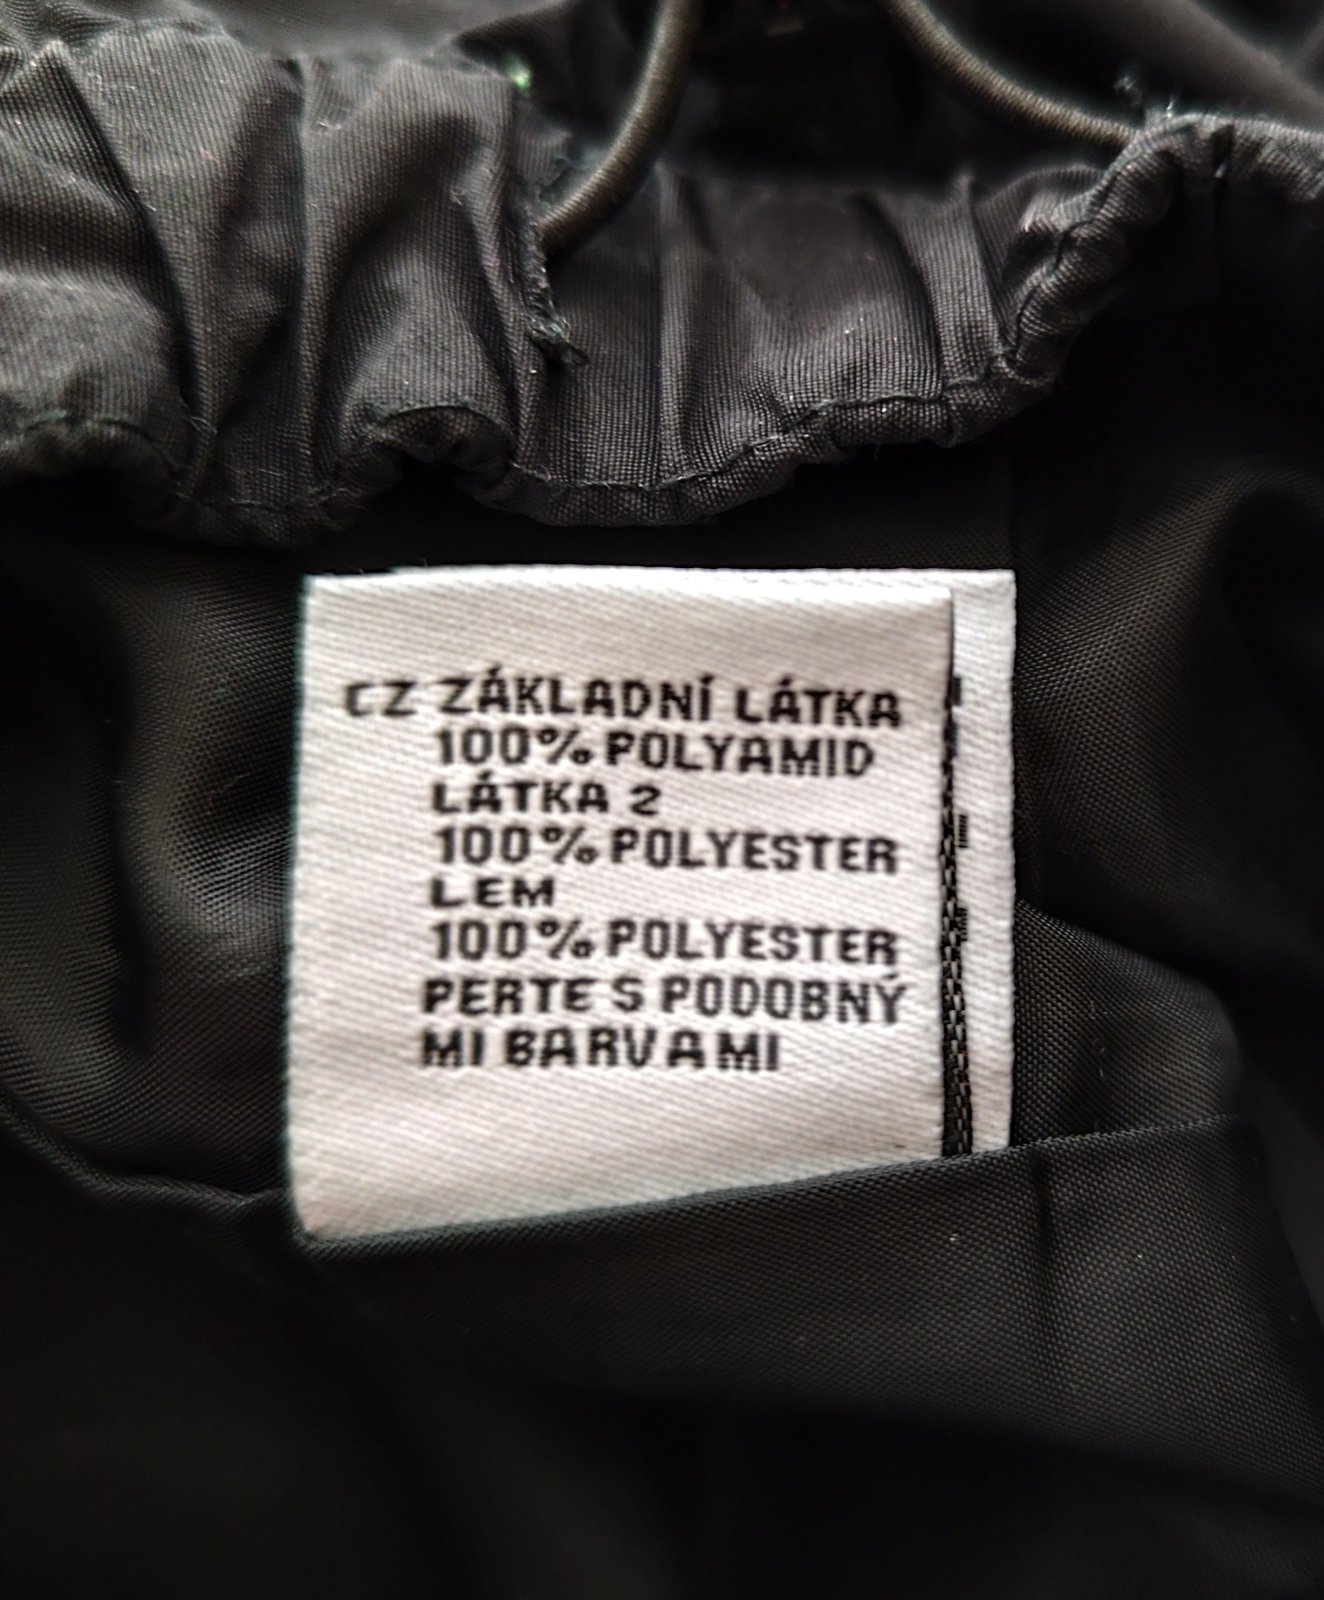 CZ ZÁKLADNÍ LÁTKA
100% POLYAMID
LÁTKA 2
100% POLYESTER
LEM
100% POLYESTER
PERTE S PODOBNÝ
MI BARVAMI